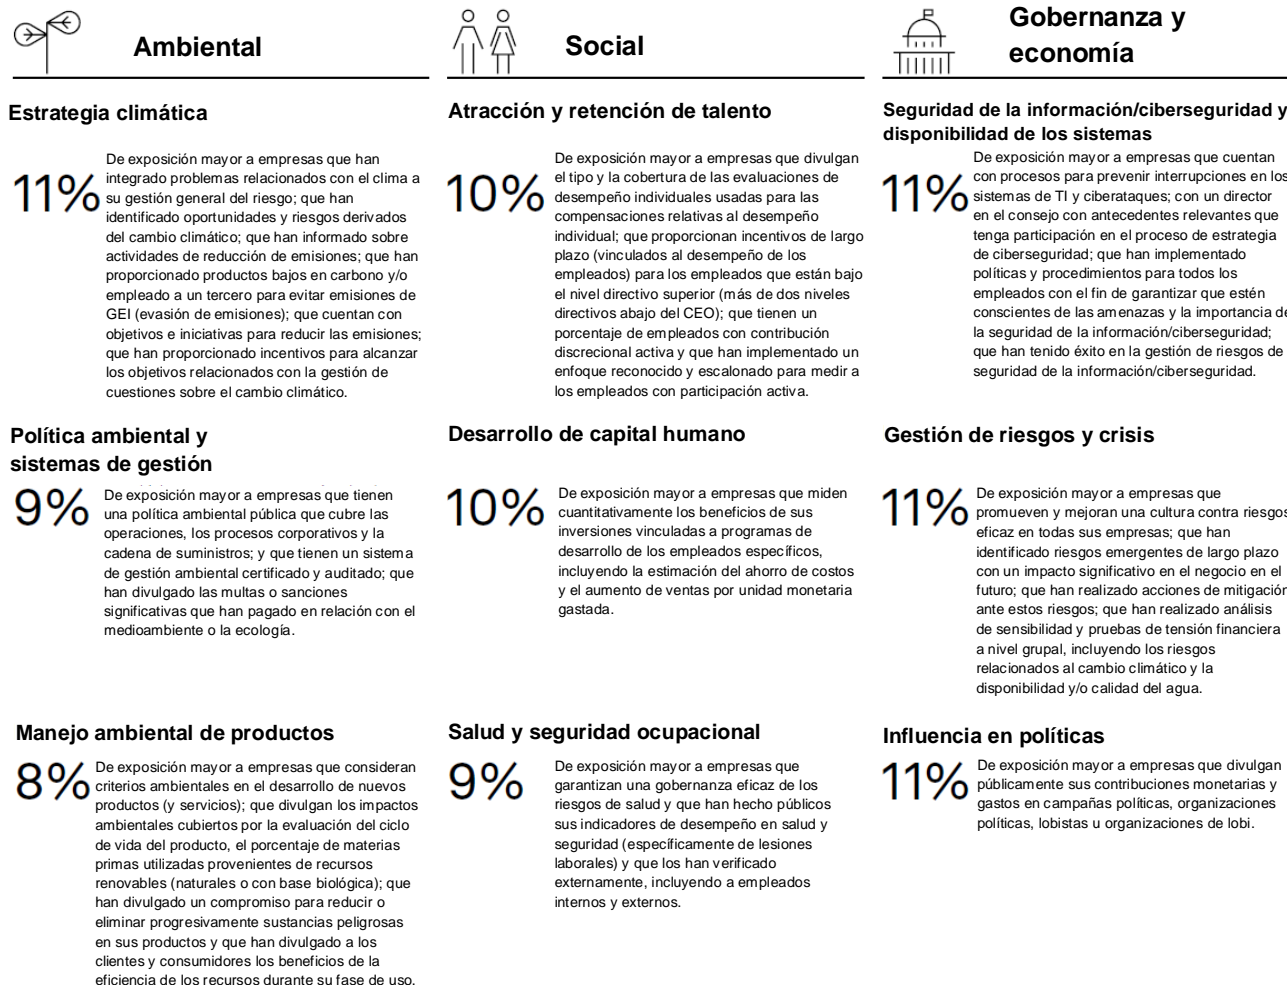 Ambiental
Estrategia climática
11%
De exposición mayor a empresas que han
integrado problemas relacionados con el clima a
su gestión general del riesgo; que han
identificado oportunidades y riesgos derivados
del cambio climático; que han informado sobre
actividades de reducción de emisiones; que han
proporcionado productos bajos en carbono y/o
empleado a un tercero para evitar emisiones de
GEI (evasión de emisiones); que cuentan con
objetivos e iniciativas para reducir las emisiones;
que han proporcionado incentivos para alcanzar
los objetivos relacionados con la gestión de
cuestiones sobre el cambio climático.
Política ambiental y
sistemas de gestión
9%
De exposición mayor a empresas que tienen
una política ambiental pública que cubre las
operaciones, los procesos corporativos y la
cadena de suministros; y que tienen un sistema
de gestión ambiental certificado y auditado; que
han divulgado las multas o sanciones
significativas que han pagado en relación con el
medioambiente o la ecología.
Manejo ambiental de productos
8%
De exposición mayor a empresas que consideran
criterios ambientales en el desarrollo de nuevos
productos (y servicios); que divulgan los impactos
ambientales cubiertos por la evaluación del ciclo
de vida del producto, el porcentaje de materias
primas utilizadas provenientes de recursos
renovables (naturales o con base biológica); que
han divulgado un compromiso para reducir o
eliminar progresivamente sustancias peligrosas
en sus productos y que han divulgado a los
clientes y consumidores los beneficios de la
eficiencia de los recursos durante su fase de uso.
Social
Atracción y retención de talento
10%
De exposición mayor a empresas que divulgan
el tipo y la cobertura de las evaluaciones de
desempeño individuales usadas para las
compensaciones relativas al desempeño
individual; que proporcionan incentivos de largo
plazo (vinculados al desempeño de los
empleados) para los empleados que están bajo
el nivel directivo superior (más de dos niveles
directivos abajo del CEO); que tienen un
porcentaje de empleados con contribución
discrecional activa y que han implementado un
enfoque reconocido y escalonado para medir a
los empleados con participación activa.
Desarrollo de capital humano
10%
De exposición mayor a empresas que miden
cuantitativamente los beneficios de sus
inversiones vinculadas a programas de
desarrollo de los empleados específicos,
incluyendo la estimación del ahorro de costos
y el aumento de ventas por unidad monetaria
gastada.
Salud y seguridad ocupacional
9%
De exposición mayor a empresas que
garantizan una gobernanza eficaz de los
riesgos de salud y que han hecho públicos
sus indicadores de desempeño en salud y
seguridad (específicamente de lesiones
laborales) y que los han verificado
externamente, incluyendo a empleados
internos y externos.
Gobernanza y
economía
Seguridad de la información/ciberseguridad y
disponibilidad de los sistemas
11%
De exposición mayor a empresas que cuentan
con procesos para prevenir interrupciones en los
sistemas de TI y ciberataques; con un director
en el consejo con antecedentes relevantes que
tenga participación en el proceso de estrategia
de ciberseguridad; que han implementado
políticas y procedimientos para todos los
empleados con el fin de garantizar que estén
conscientes de las amenazas y la importancia de
la seguridad de la información/ciberseguridad;
que han tenido éxito en la gestión de riesgos de
seguridad de la información/ciberseguridad.
Gestión de riesgos y crisis
11%
De exposición mayor a empresas que
promueven y mejoran una cultura contra riesgos
eficaz en todas sus empresas; que han
identificado riesgos emergentes de largo plazo
con un impacto significativo en el negocio en el
futuro; que han realizado acciones de mitigación
ante estos riesgos; que han realizado análisis
de sensibilidad y pruebas de tensión financiera
a nivel grupal, incluyendo los riesgos
relacionados al cambio climático y la
disponibilidad y/o calidad del agua.
Influencia en políticas
11%
De exposición mayor a empresas que divulgan
públicamente sus contribuciones monetarias y
gastos en campañas políticas, organizaciones
políticas, lobistas u organizaciones de lobi.